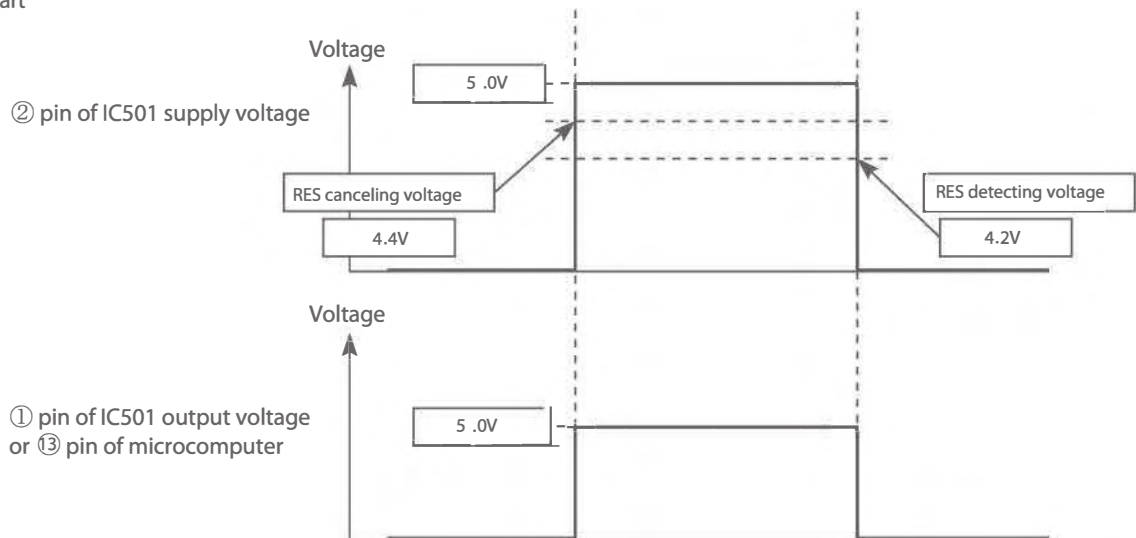 art
Voltage
5 .0V
② pin of IC501 supply voltage
RES canceling voltage
RES detecting voltage
4.4V
4.2V
Voltage
① pin of IC501 output voltage
5 .0V
or ⑬ pin of microcomputer